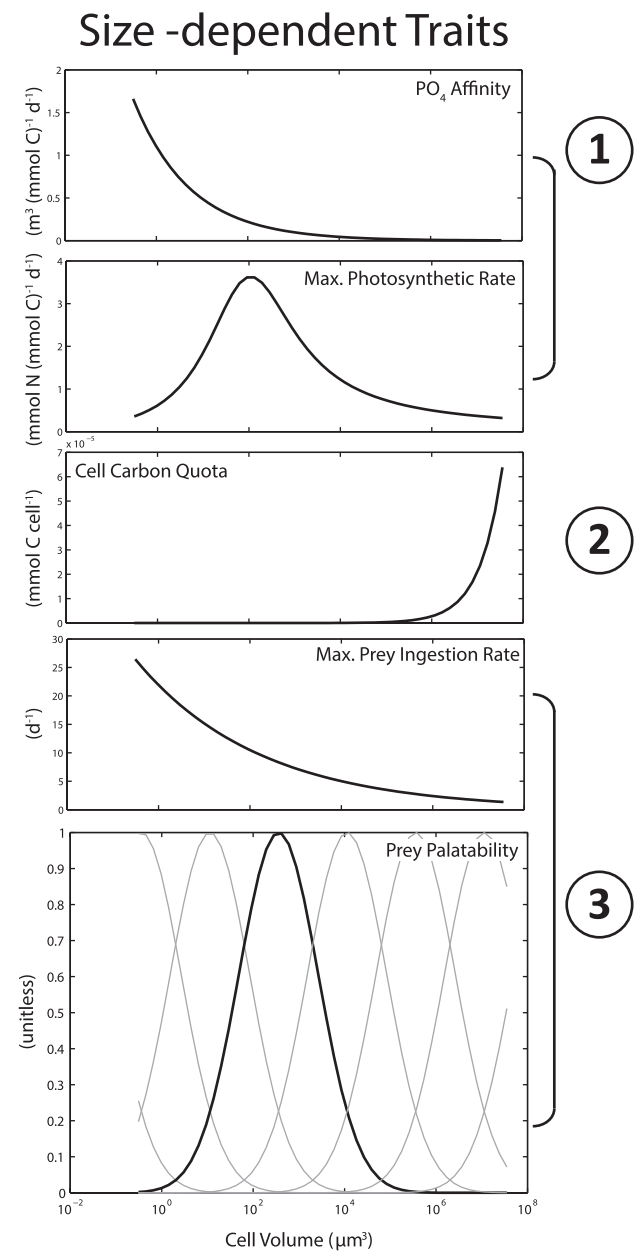 Size -dependent Traits
PO4 Affinity
(m³ (mmol C)⁻¹ d⁻¹)
2
1.5
1
0.5
0
1
Max. Photosynthetic Rate
(mmol N (mmol C)⁻¹ d⁻¹)
4
3
2
1
0
x 10⁻⁵
Cell Carbon Quota
(mmol C cell⁻¹)
7
6
5
4
3
2
1
0
2
Max. Prey Ingestion Rate
(d⁻¹)
30
25
20
15
10
5
0
Prey Palatability
(unitless)
1
0.9
0.8
0.7
0.6
0.5
0.4
0.3
0.2
0.1
0
3
10⁻² 10⁰ 10² 10⁴ 10⁶ 10⁸
Cell Volume (μm³)